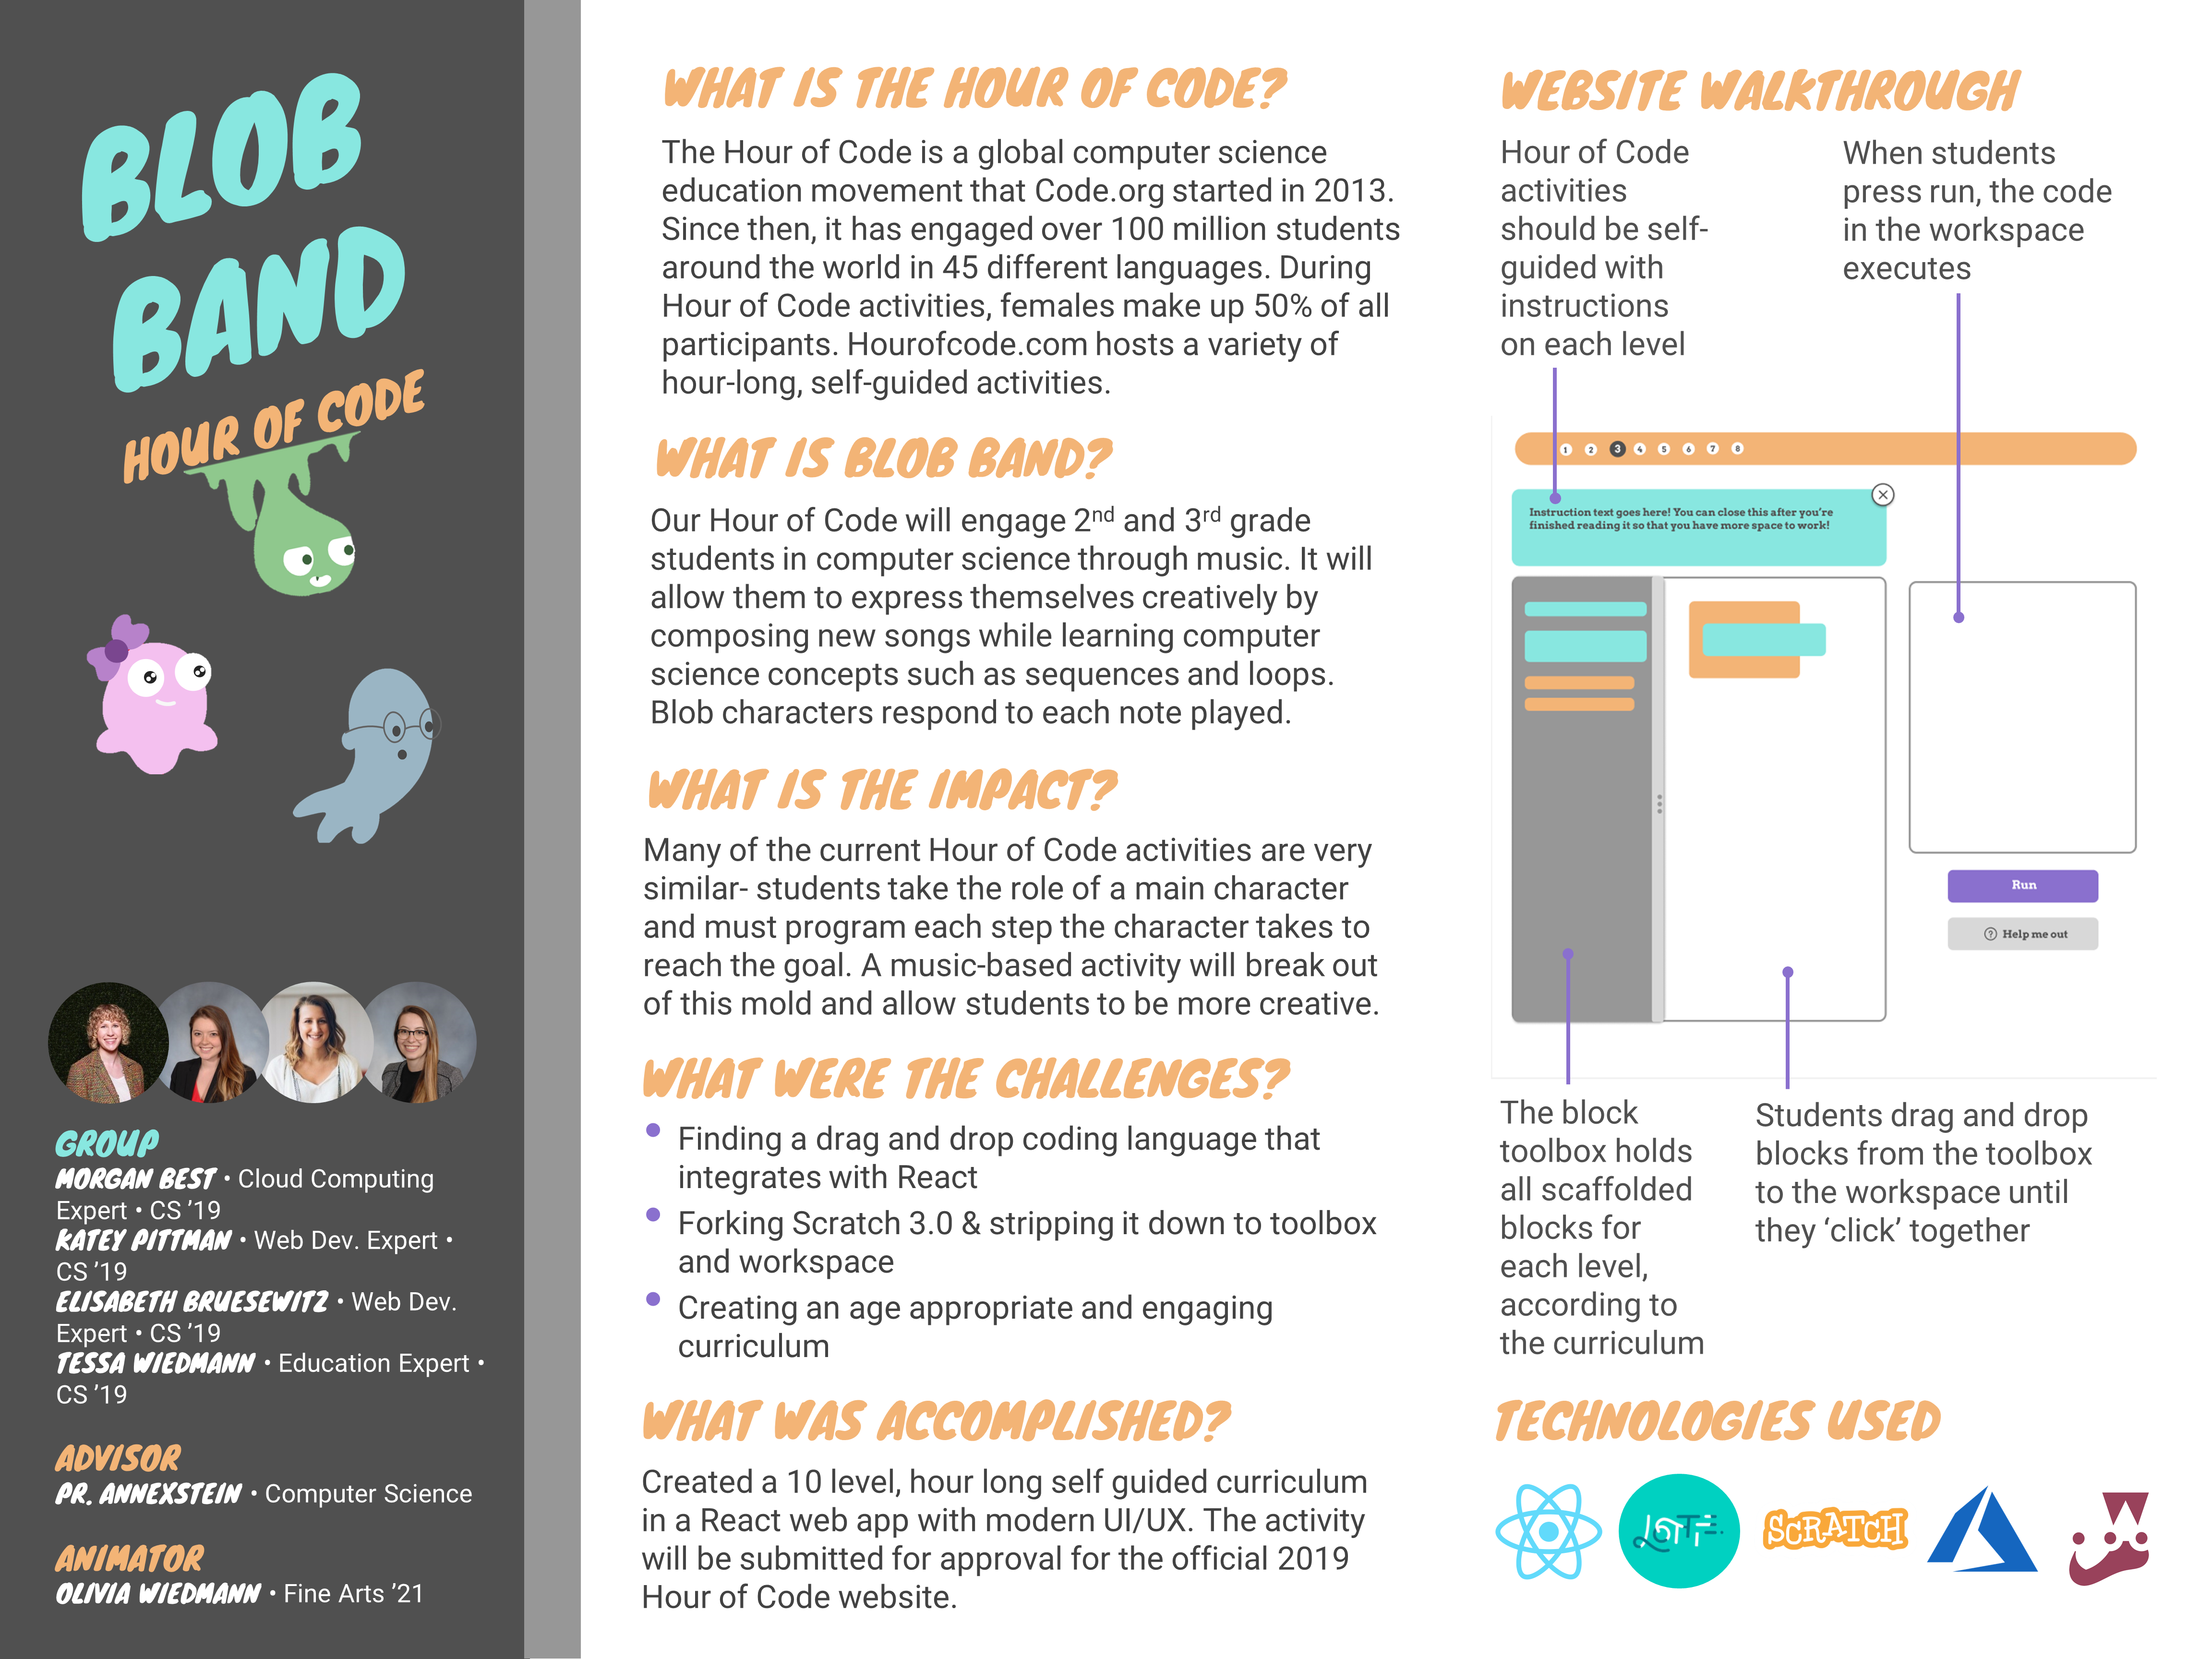 BLOB
BAND
HOUR OF CODE
GROUP
MORGAN BEST • Cloud Computing
Expert • CS ’19
KATEY PITTMAN • Web Dev. Expert •
CS ’19
ELISABETH BRUESEWITZ • Web Dev.
Expert • CS ’19
TESSA WIEDMANN • Education Expert •
CS ’19
ADVISOR
PR. ANNEXSTEIN • Computer Science
ANIMATOR
OLIVIA WIEDMANN • Fine Arts ’21
WHAT IS THE HOUR OF CODE?
The Hour of Code is a global computer science
education movement that Code.org started in 2013.
Since then, it has engaged over 100 million students
around the world in 45 different languages. During
Hour of Code activities, females make up 50% of all
participants. Hourofcode.com hosts a variety of
hour-long, self-guided activities.
WHAT IS BLOB BAND?
Our Hour of Code will engage 2nd and 3rd grade
students in computer science through music. It will
allow them to express themselves creatively by
composing new songs while learning computer
science concepts such as sequences and loops.
Blob characters respond to each note played.
WHAT IS THE IMPACT?
Many of the current Hour of Code activities are very
similar- students take the role of a main character
and must program each step the character takes to
reach the goal. A music-based activity will break out
of this mold and allow students to be more creative.
WHAT WERE THE CHALLENGES?
• Finding a drag and drop coding language that
integrates with React
• Forking Scratch 3.0 & stripping it down to toolbox
and workspace
• Creating an age appropriate and engaging
curriculum
WHAT WAS ACCOMPLISHED?
Created a 10 level, hour long self guided curriculum
in a React web app with modern UI/UX. The activity
will be submitted for approval for the official 2019
Hour of Code website.
WEBSITE WALKTHROUGH
Hour of Code
activities
should be self-
guided with
instructions
on each level
When students
press run, the code
in the workspace
executes
1 2 3 4 5 6 7 8
Instruction text goes here! You can close this after you’re
finished reading it so that you have more space to work!
Run
? Help me out
The block
toolbox holds
all scaffolded
blocks for
each level,
according to
the curriculum
Students drag and drop
blocks from the toolbox
to the workspace until
they ‘click’ together
TECHNOLOGIES USED
LOTTIE
SCRATCH